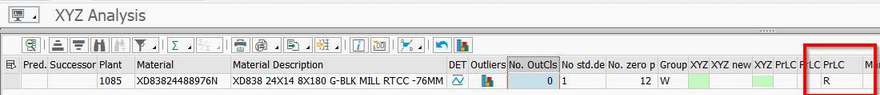 XYZ Analysis
Pred. Successor Plant Material Material Description DET Outliers No. OutCls No std.de No. zero p Group XYZ XYZ new XYZ PrLC PrLC PrLC Ma
1085 XD83824488976N XD838 24X14 8X180 G-BLK MILL RTCC -76MM 0 1 12 W R